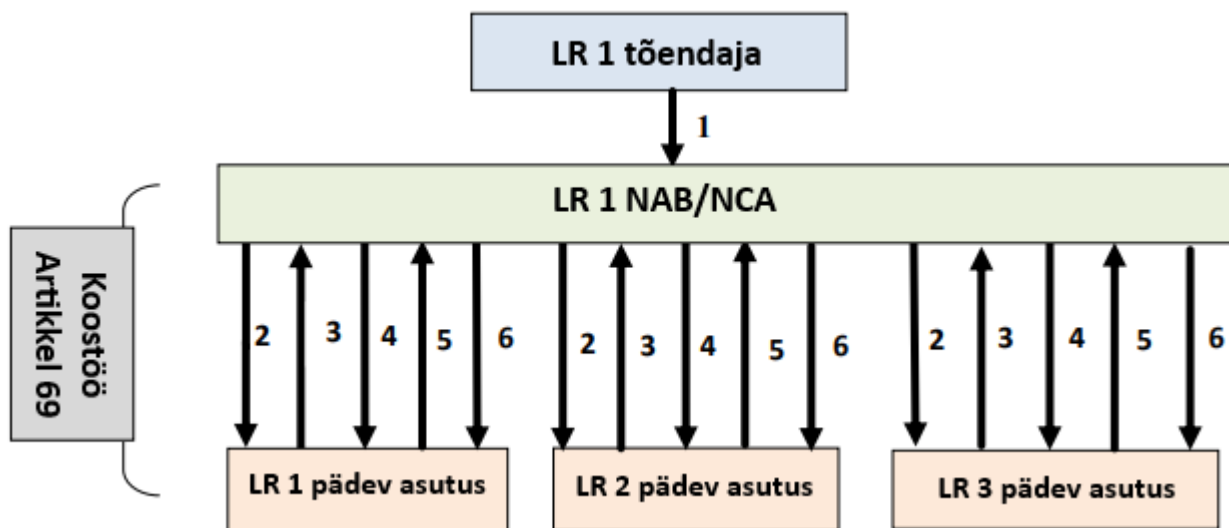 LR 1 tõendaja
1
LR 1 NAB/NCA
Koostöö
Artikkel 69
2 3 4 5 6 2 3 4 5 6 2 3 4 5 6
LR 1 pädev asutus
LR 2 pädev asutus
LR 3 pädev asutus